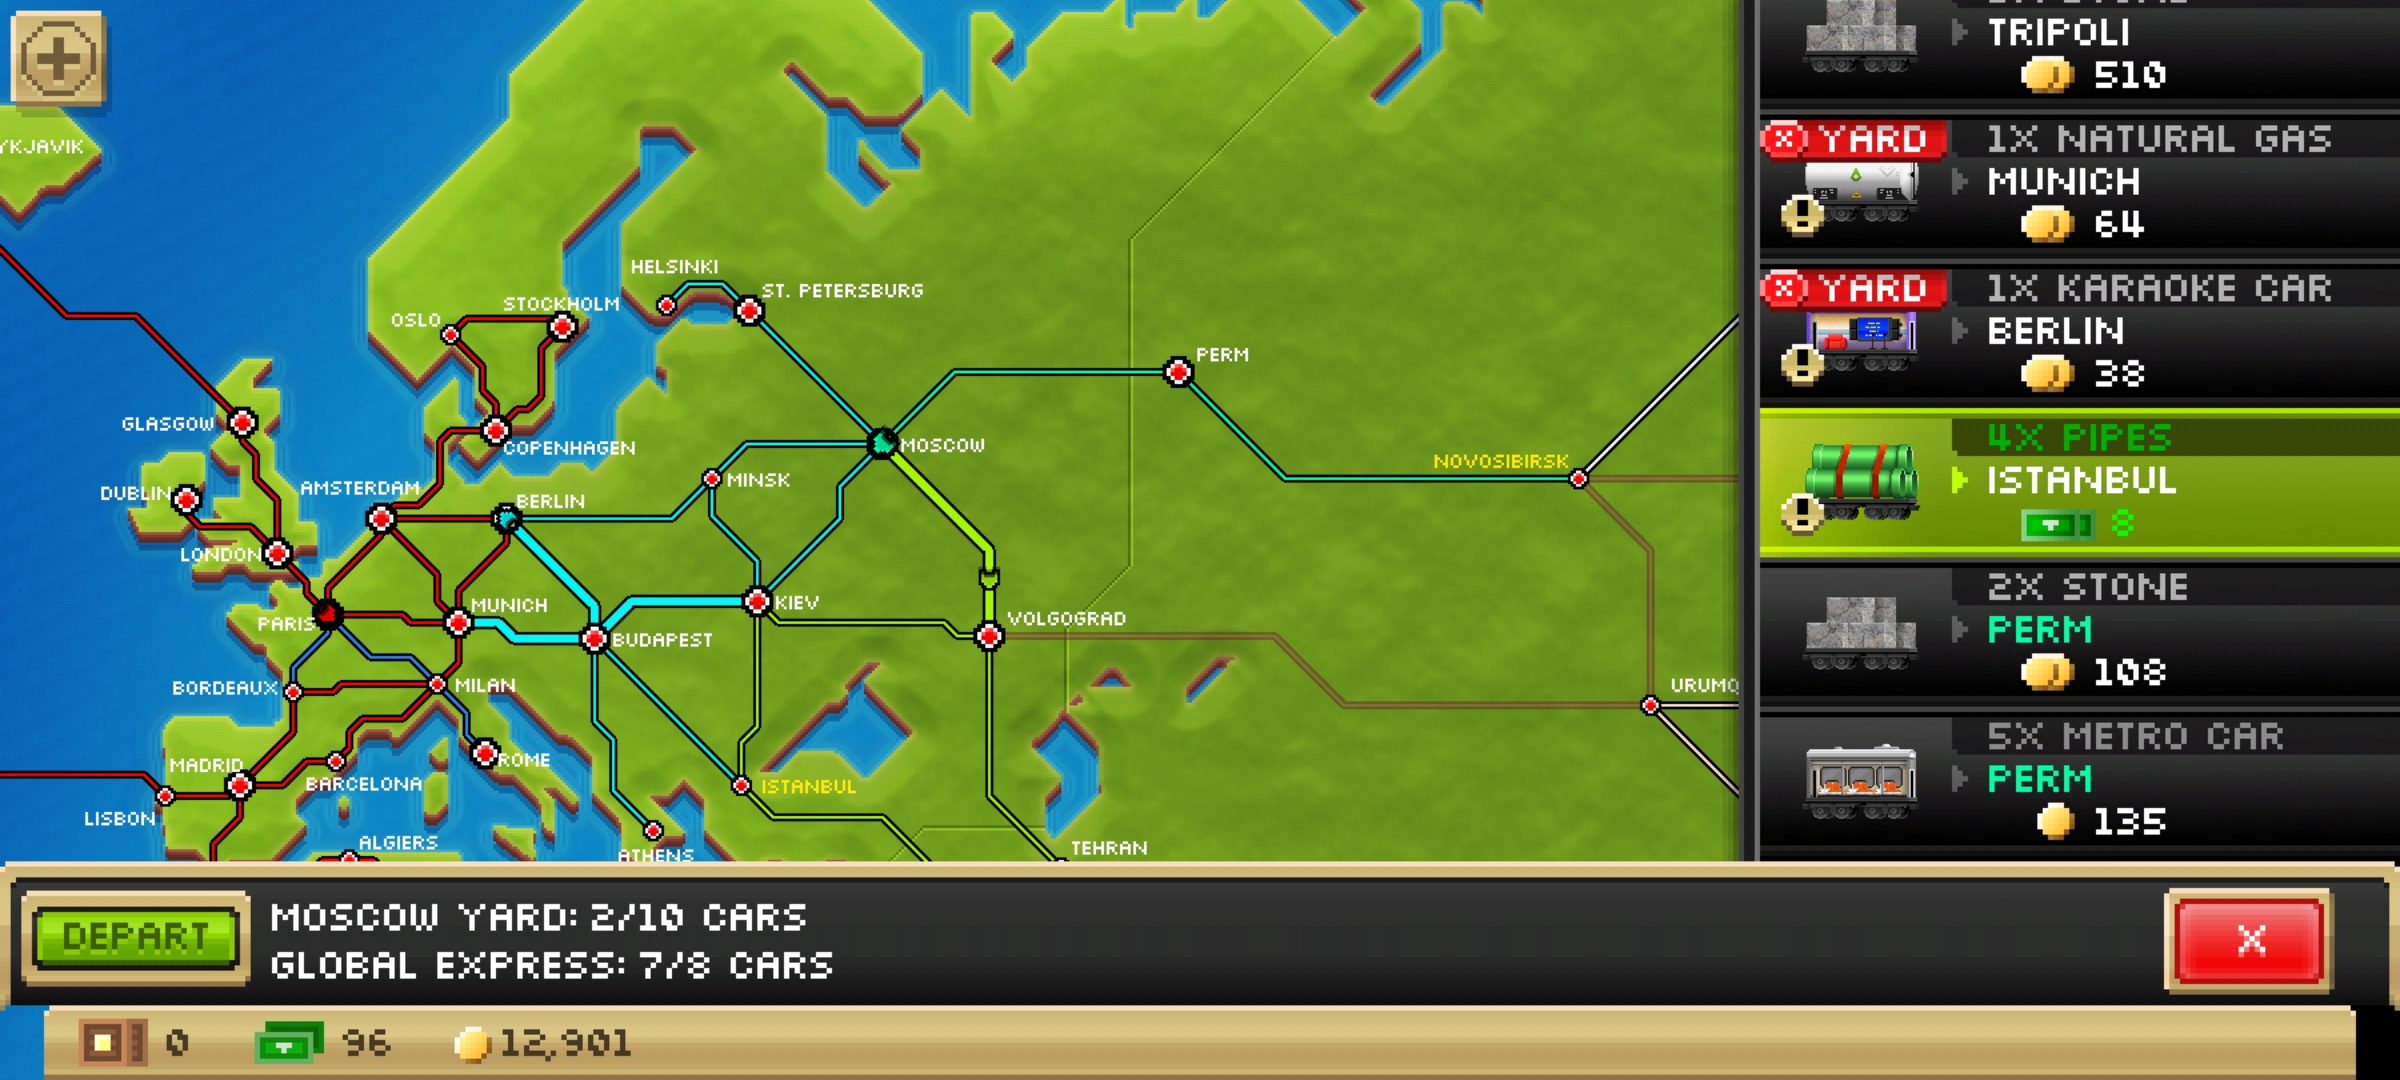 YKJAVIK
HELSINKI
ST. PETERSBURG
STOCKHOLM
OSLO
PERM
GLASGOW
COPENHAGEN
MOSCOW
NOVOSIBIRSK
MINSK
AMSTERDAM
DUBLIN
BERLIN
LONDON
MUNICH
KIEV
PARIS
VOLGOGRAD
BUDAPEST
BORDEAUX
MILAN
URUMQ
MADRID
ROME
BARCELONA
ISTANBUL
LISBON
ALGIERS
ATHENS
TEHRAN
TRIPOLI
510
YARD
1X NATURAL GAS
MUNICH
64
YARD
1X KARAOKE CAR
BERLIN
38
4X PIPES
ISTANBUL
8
2X STONE
PERM
108
5X METRO CAR
PERM
135
DEPART
MOSCOW YARD: 2/10 CARS
GLOBAL EXPRESS: 7/8 CARS
X
0
96
12,901